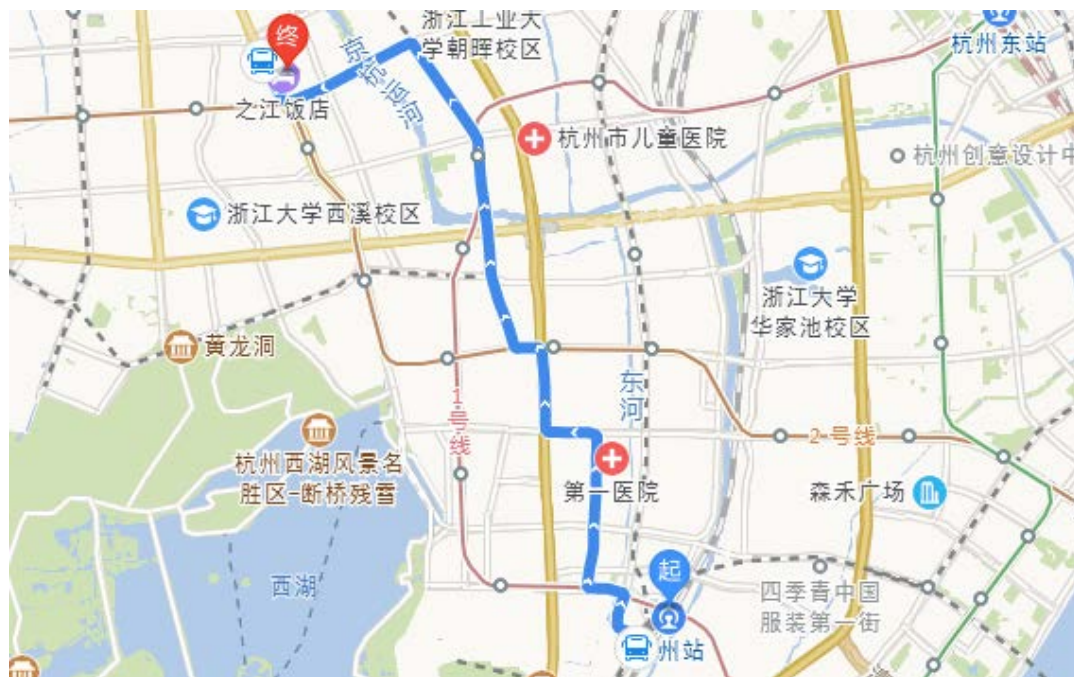 浙江工业大
学朝晖校区
终
杭州东站
京杭运河
之江饭店
杭州市儿童医院
杭州创意设计中
浙江大学西溪校区
浙江大学
华家池校区
黄龙洞
东河
1号线
2号线
杭州西湖风景名
胜区-断桥残雪
第一医院
森禾广场
西湖
起
四季青中国
服装第一街
州站